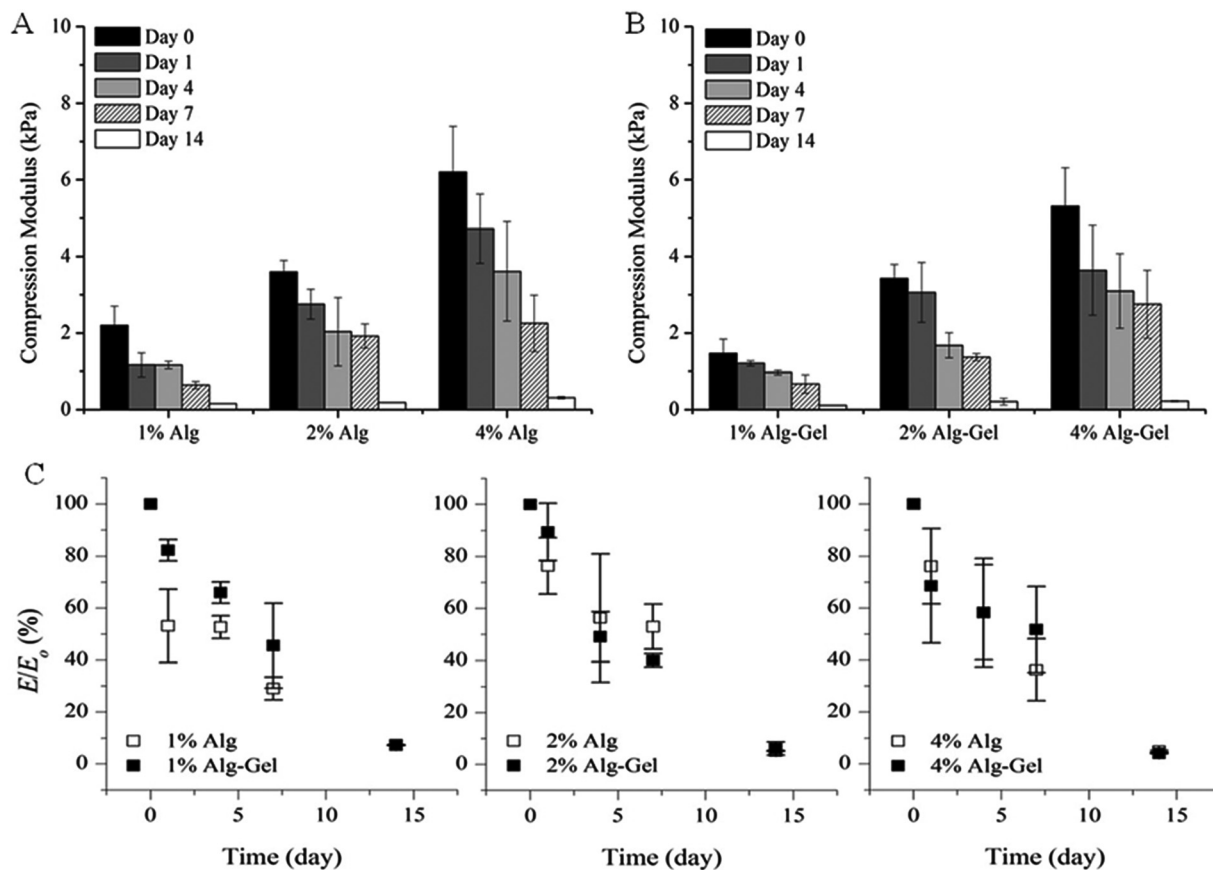 A
Compression Modulus (kPa)
10
8
6
4
2
0
Day 0
Day 1
Day 4
Day 7
Day 14
1% Alg
2% Alg
4% Alg
B
Compression Modulus (kPa)
10
8
6
4
2
0
Day 0
Day 1
Day 4
Day 7
Day 14
1% Alg-Gel
2% Alg-Gel
4% Alg-Gel
C
E/Eo (%)
100
80
60
40
20
0
1% Alg
1% Alg-Gel
0 5 10 15
Time (day)
100
80
60
40
20
0
2% Alg
2% Alg-Gel
0 5 10 15
Time (day)
100
80
60
40
20
0
4% Alg
4% Alg-Gel
0 5 10 15
Time (day)